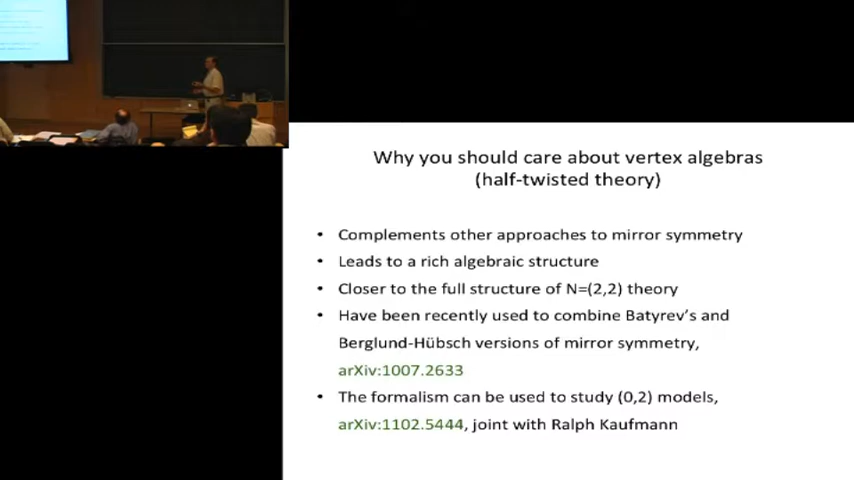 Why you should care about vertex algebras
(half-twisted theory)
• Complements other approaches to mirror symmetry
• Leads to a rich algebraic structure
• Closer to the full structure of N=(2,2) theory
• Have been recently used to combine Batyrev's and
Berglund-Hübsch versions of mirror symmetry,
arXiv:1007.2633
• The formalism can be used to study (0,2) models,
arXiv:1102.5444, joint with Ralph Kaufmann